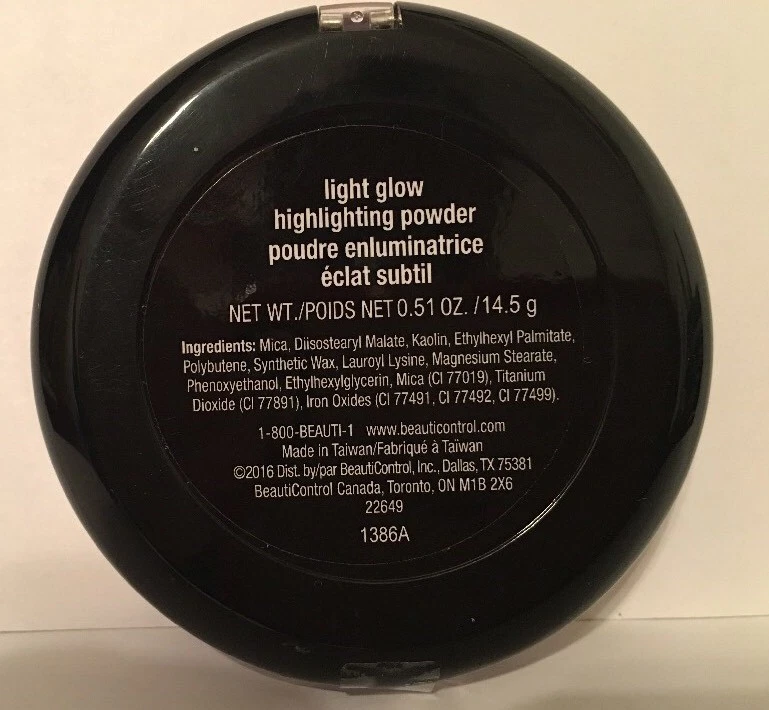 light glow
highlighting powder
poudre enluminatrice
éclat subtil
NET WT./POIDS NET 0.51 OZ. /14.5 g
Ingredients: Mica, Diisostearyl Malate, Kaolin, Ethylhexyl Palmitate,
Polybutene, Synthetic Wax, Lauroyl Lysine, Magnesium Stearate,
Phenoxyethanol, Ethylhexylglycerin, Mica (CI 77019), Titanium
Dioxide (CI 77891), Iron Oxides (CI 77491, CI 77492, CI 77499).
1-800-BEAUTI-1 www.beauticontrol.com
Made in Taiwan/Fabriqué à Taïwan
©2016 Dist. by/par BeautiControl, Inc., Dallas, TX 75381
BeautiControl Canada, Toronto, ON M1B 2X6
22649
1386A